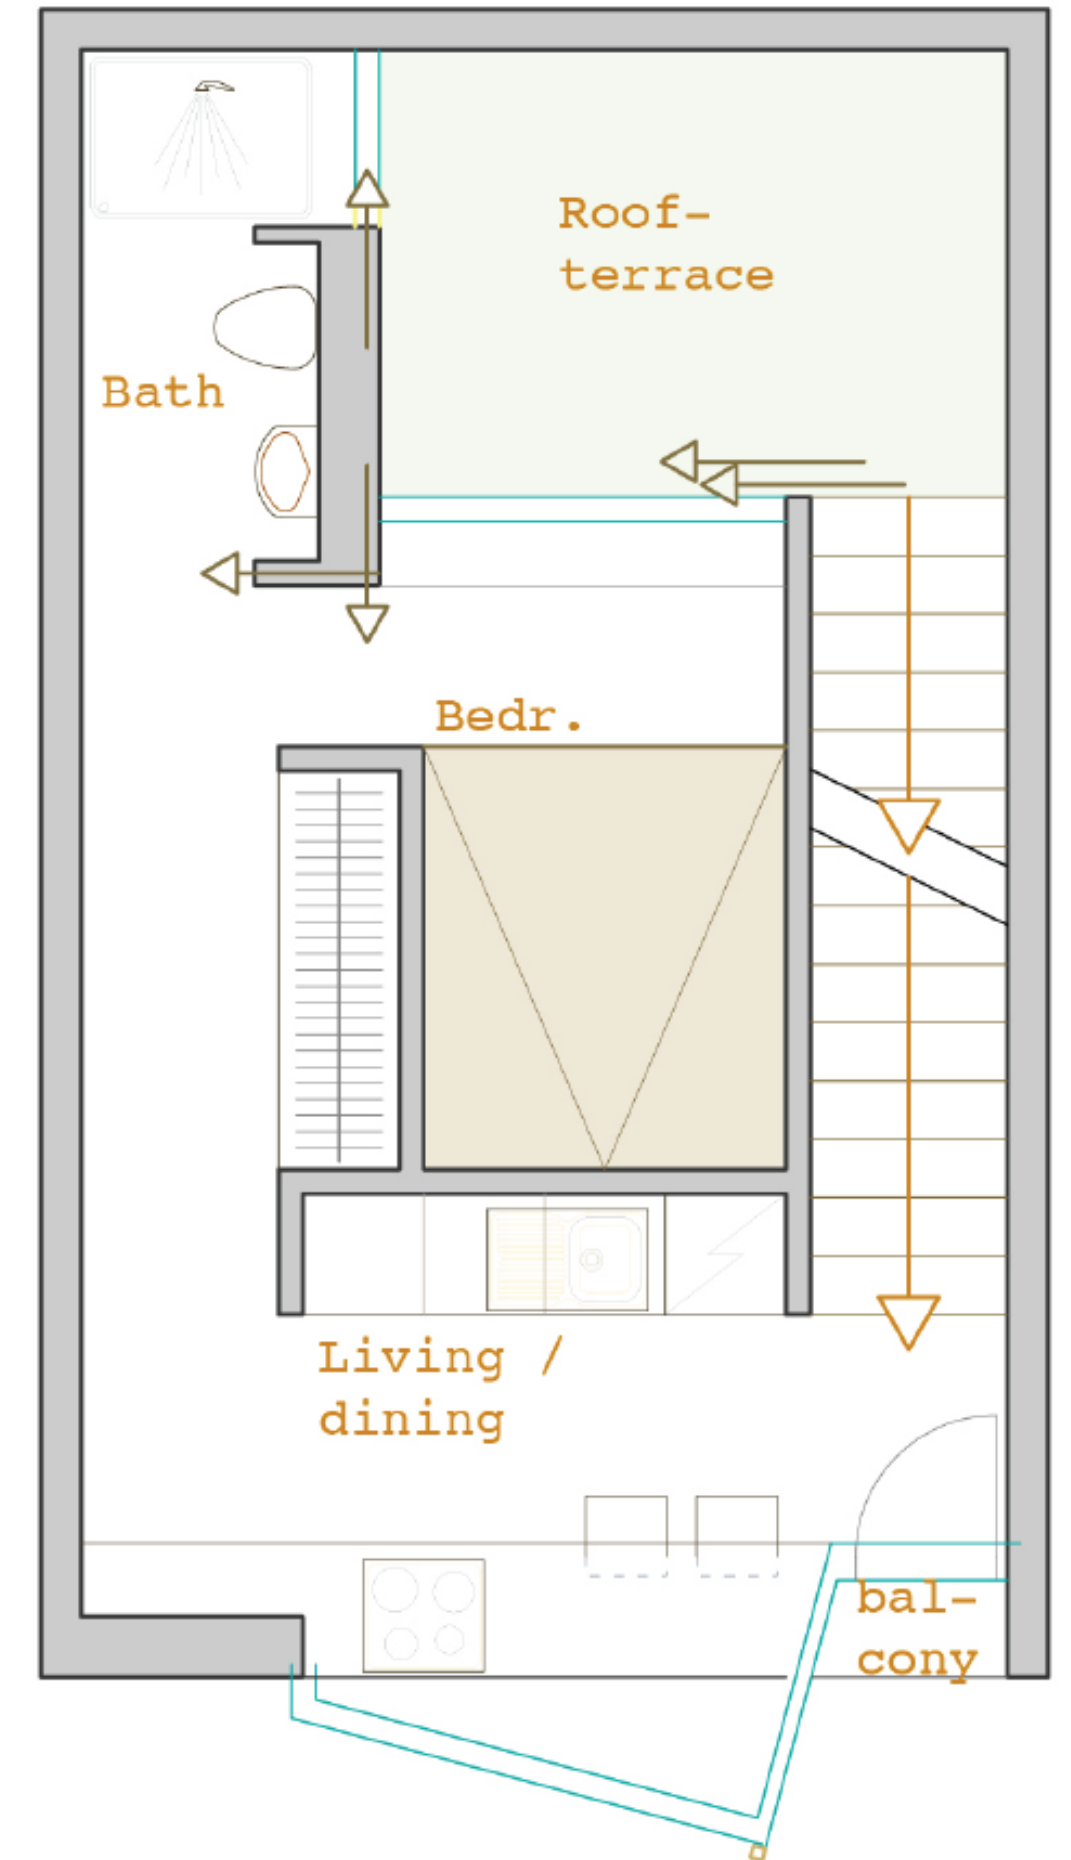 Roof-
terrace
Bath
Bedr.
Living /
dining
bal-
cony